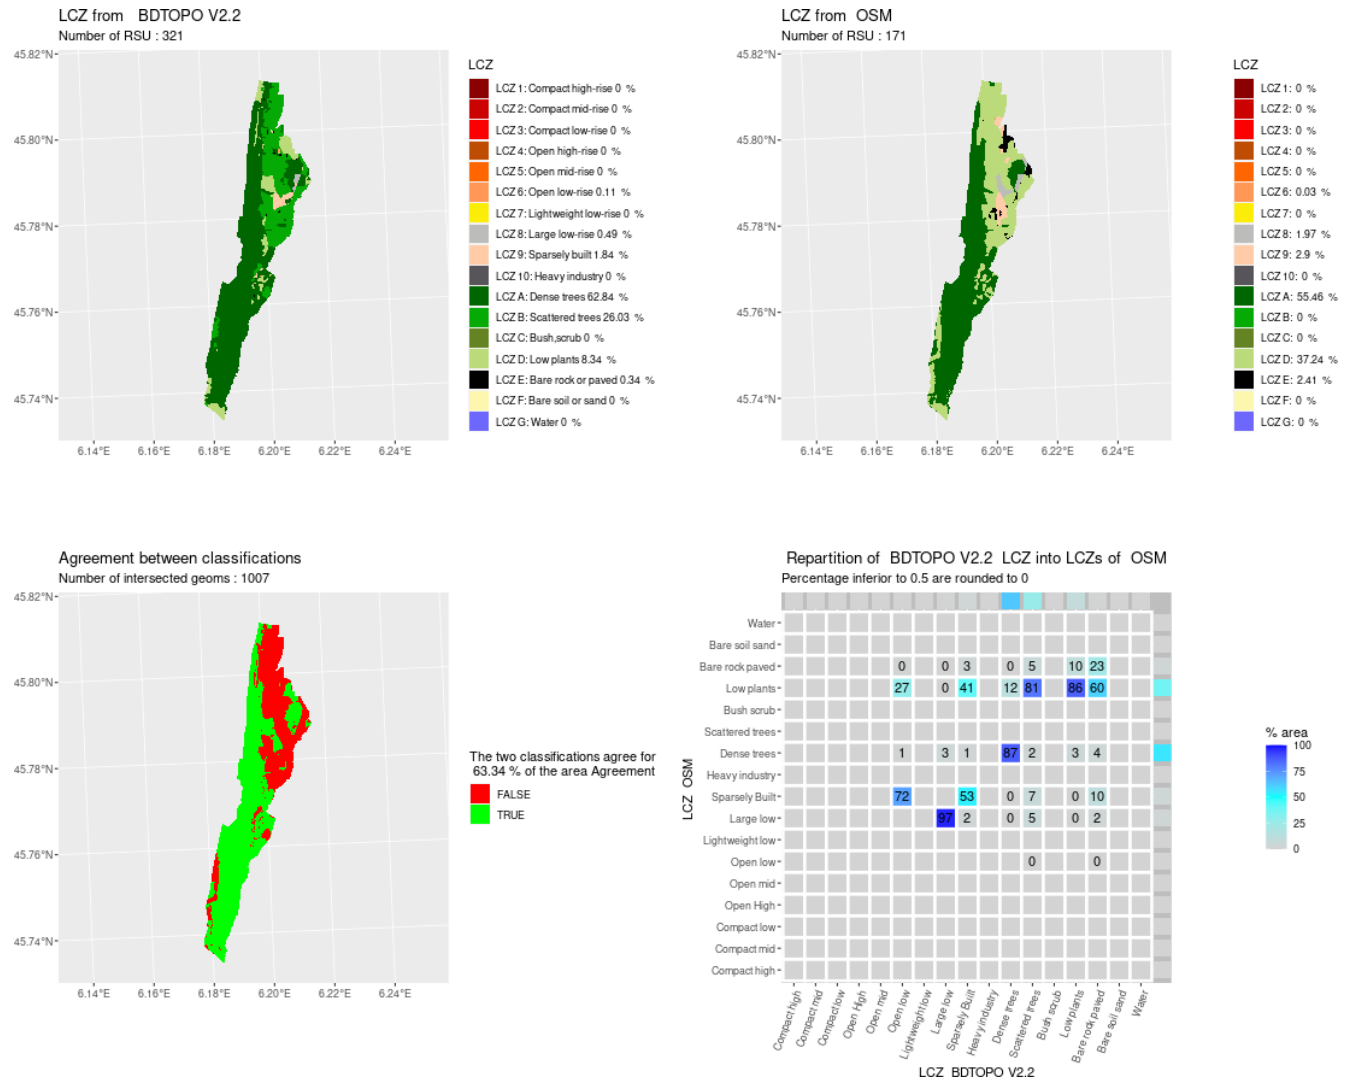 LCZ from BDTOPO V2.2
Number of RSU : 321
45.82°N
45.80°N
45.78°N
45.76°N
45.74°N
6.14°E 6.16°E 6.18°E 6.20°E 6.22°E 6.24°E
LCZ
LCZ 1: Compact high-rise 0 %
LCZ 2: Compact mid-rise 0 %
LCZ 3: Compact low-rise 0 %
LCZ 4: Open high-rise 0 %
LCZ 5: Open mid-rise 0 %
LCZ 6: Open low-rise 0.11 %
LCZ 7: Lightweight low-rise 0 %
LCZ 8: Large low-rise 0.49 %
LCZ 9: Sparsely built 1.84 %
LCZ 10: Heavy industry 0 %
LCZ A: Dense trees 62.84 %
LCZ B: Scattered trees 26.03 %
LCZ C: Bush,scrub 0 %
LCZ D: Low plants 8.34 %
LCZ E: Bare rock or paved 0.34 %
LCZ F: Bare soil or sand 0 %
LCZ G: Water 0 %
LCZ from OSM
Number of RSU : 171
45.82°N
45.80°N
45.78°N
45.76°N
45.74°N
6.14°E 6.16°E 6.18°E 6.20°E 6.22°E 6.24°E
LCZ
LCZ 1: 0 %
LCZ 2: 0 %
LCZ 3: 0 %
LCZ 4: 0 %
LCZ 5: 0 %
LCZ 6: 0.03 %
LCZ 7: 0 %
LCZ 8: 1.97 %
LCZ 9: 2.9 %
LCZ 10: 0 %
LCZ A: 55.46 %
LCZ B: 0 %
LCZ C: 0 %
LCZ D: 37.24 %
LCZ E: 2.41 %
LCZ F: 0 %
LCZ G: 0 %
Agreement between classifications
Number of intersected geoms : 1007
45.82°N
45.80°N
45.78°N
45.76°N
45.74°N
6.14°E 6.16°E 6.18°E 6.20°E 6.22°E 6.24°E
The two classifications agree for
63.34 % of the area Agreement
FALSE
TRUE
Repartition of BDTOPO V2.2 LCZ into LCZs of OSM
Percentage inferior to 0.5 are rounded to 0
LCZ OSM
Water
Bare soil sand
Bare rock paved 0 0 3 0 5 10 23
Low plants 27 0 41 12 81 86 60
Bush scrub
Scattered trees
Dense trees 1 3 1 87 2 3 4
Heavy industry
Sparsely Built 72 53 0 7 0 10
Large low 97 2 0 5 0 2
Lightweight low
Open low 0 0
Open mid
Open High
Compact low
Compact mid
Compact high
Compact high
Compact mid
Compact low
Open High
Open mid
Open low
Lightweight low
Large low
Sparsely Built
Heavy industry
Dense trees
Scattered trees
Bush scrub
Low plants
Bare rock paved
Bare soil sand
Water
LCZ BDTOPO V2.2
% area
100
75
50
25
0